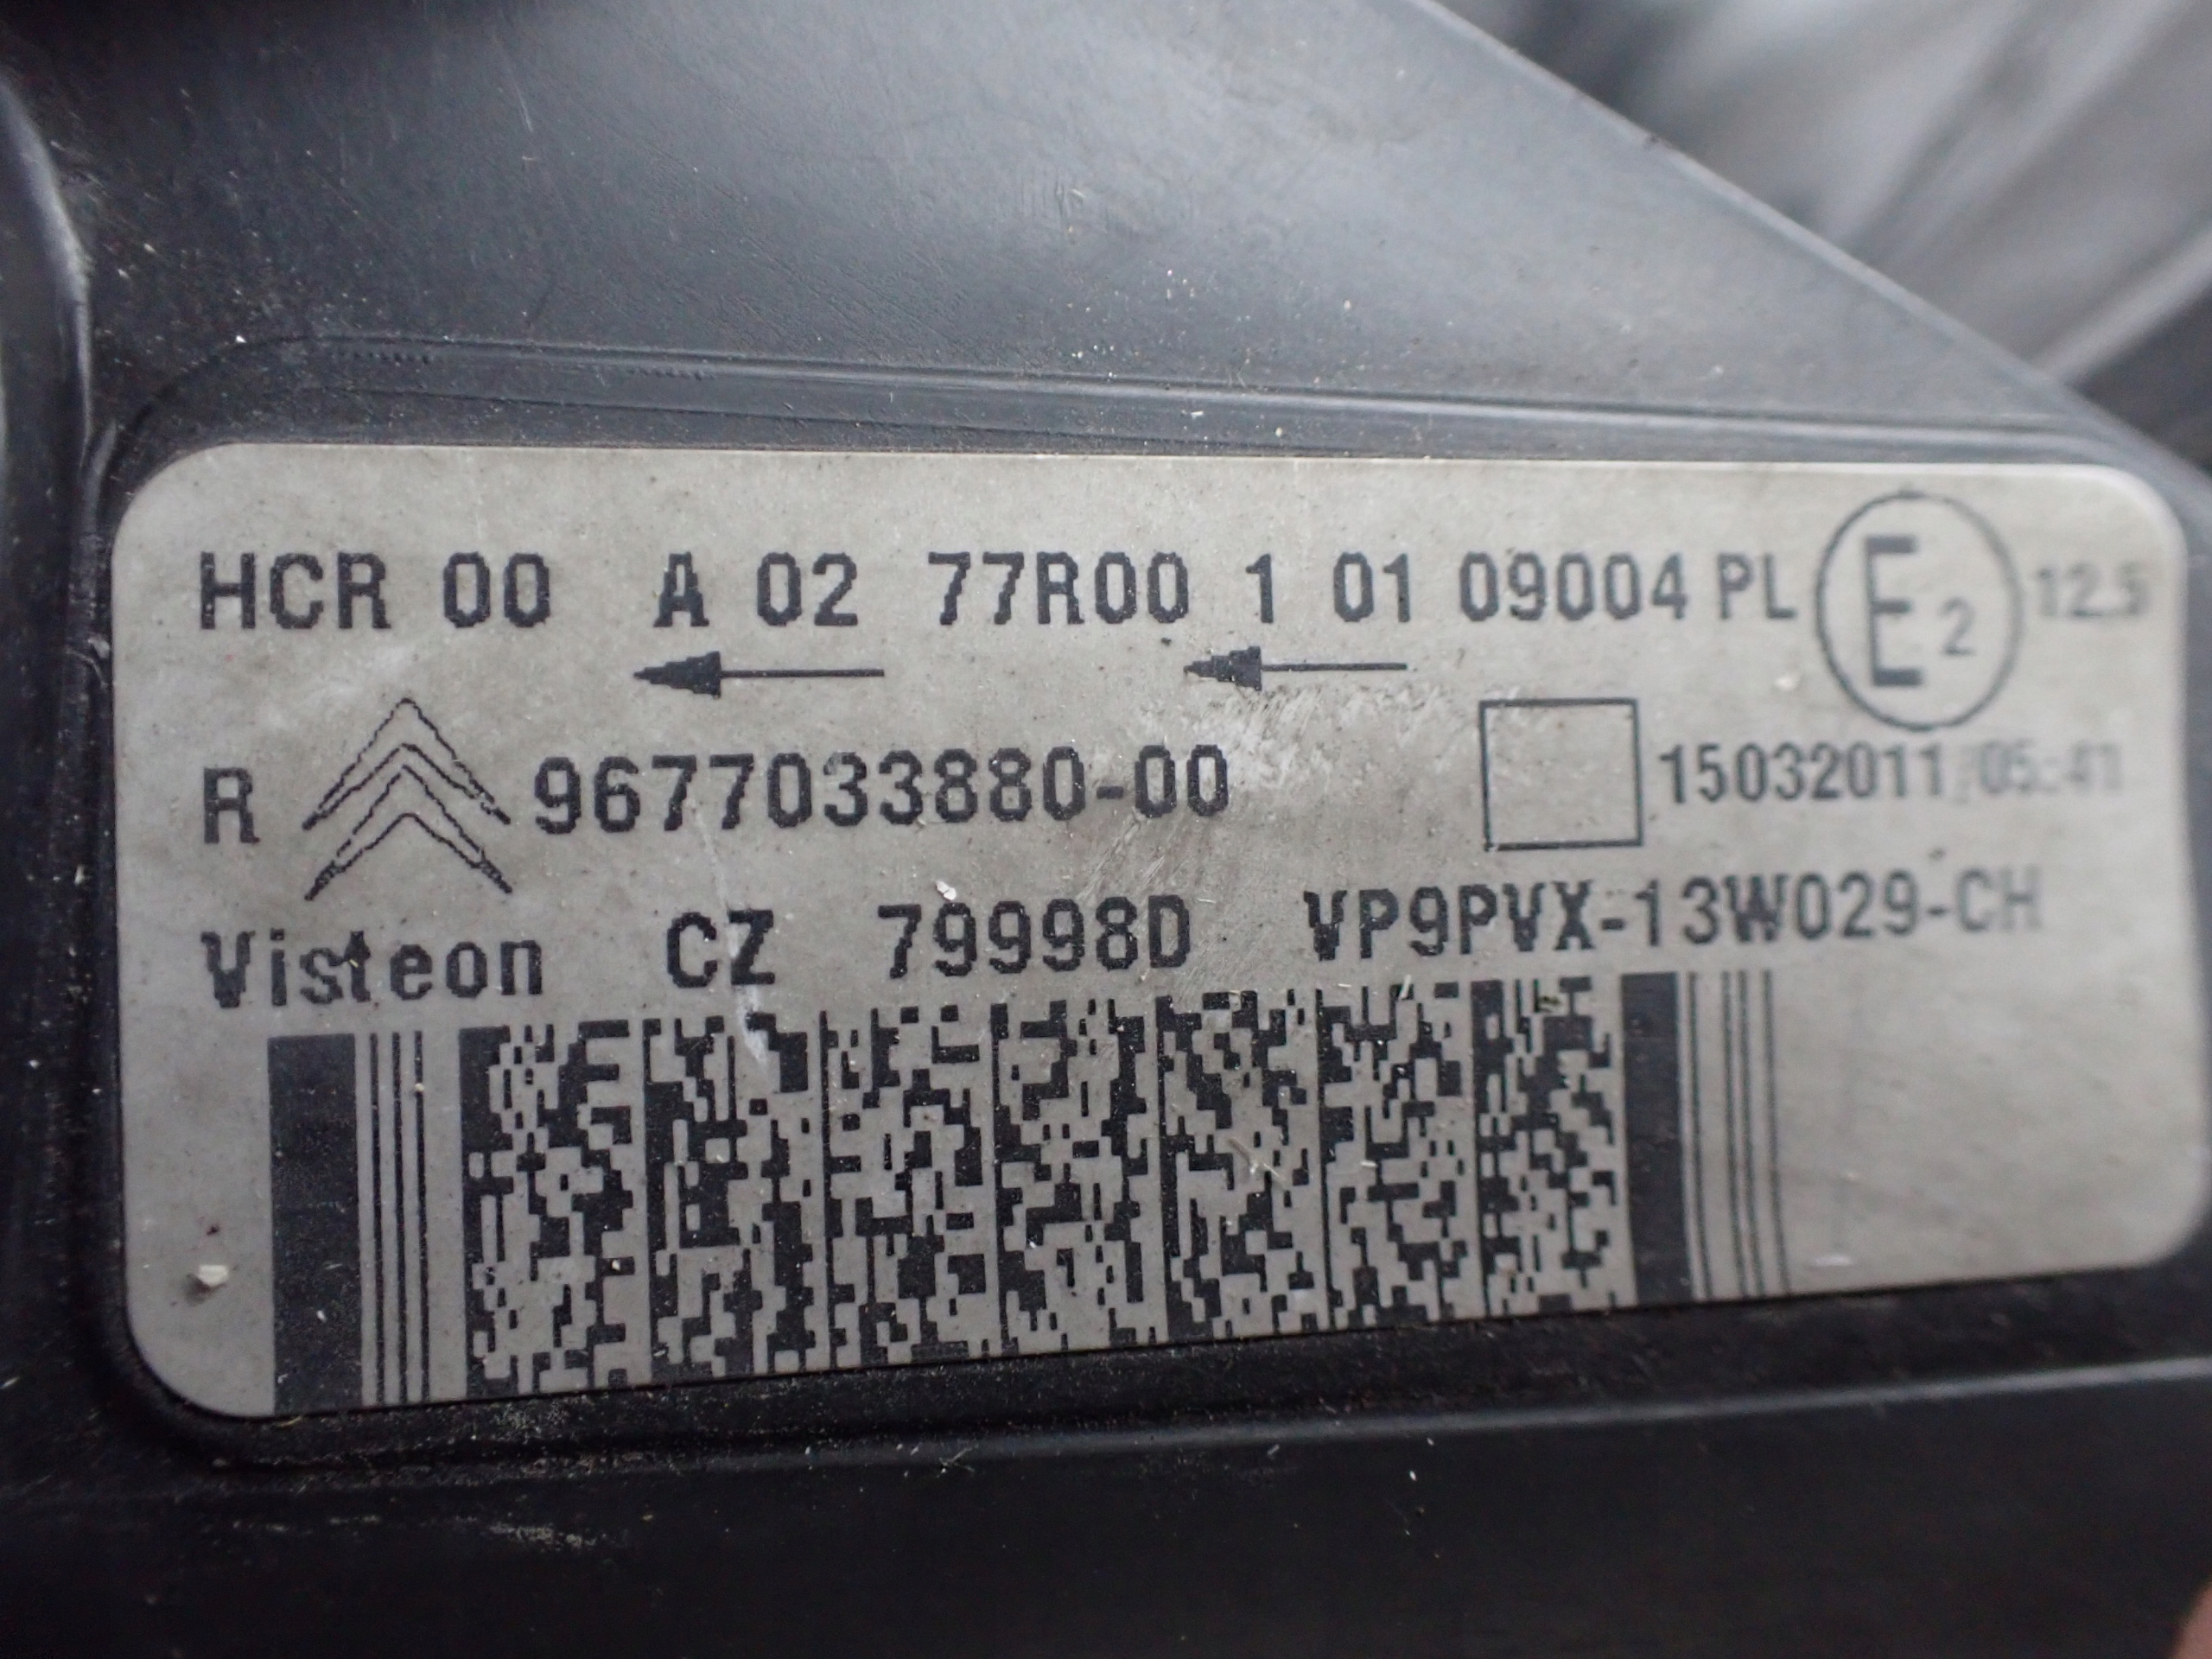 HCR 00 A 02 77R00 1 01 09004 PL E2 12.5
R 9677033880-00 15032011/05:41
Visteon CZ 79998D VP9PVX-13W029-CH